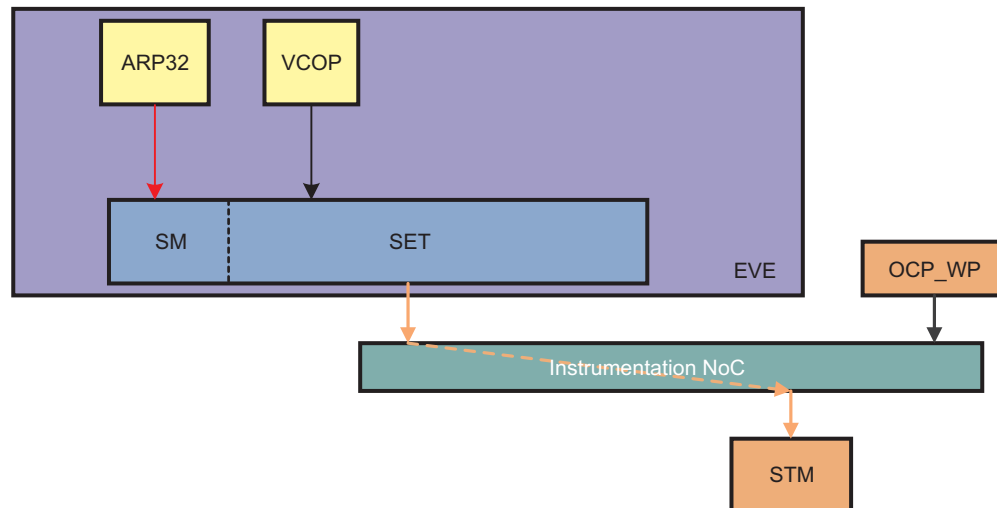 ARP32
VCOP
SM
SET
EVE
OCP_WP
Instrumentation NoC
STM